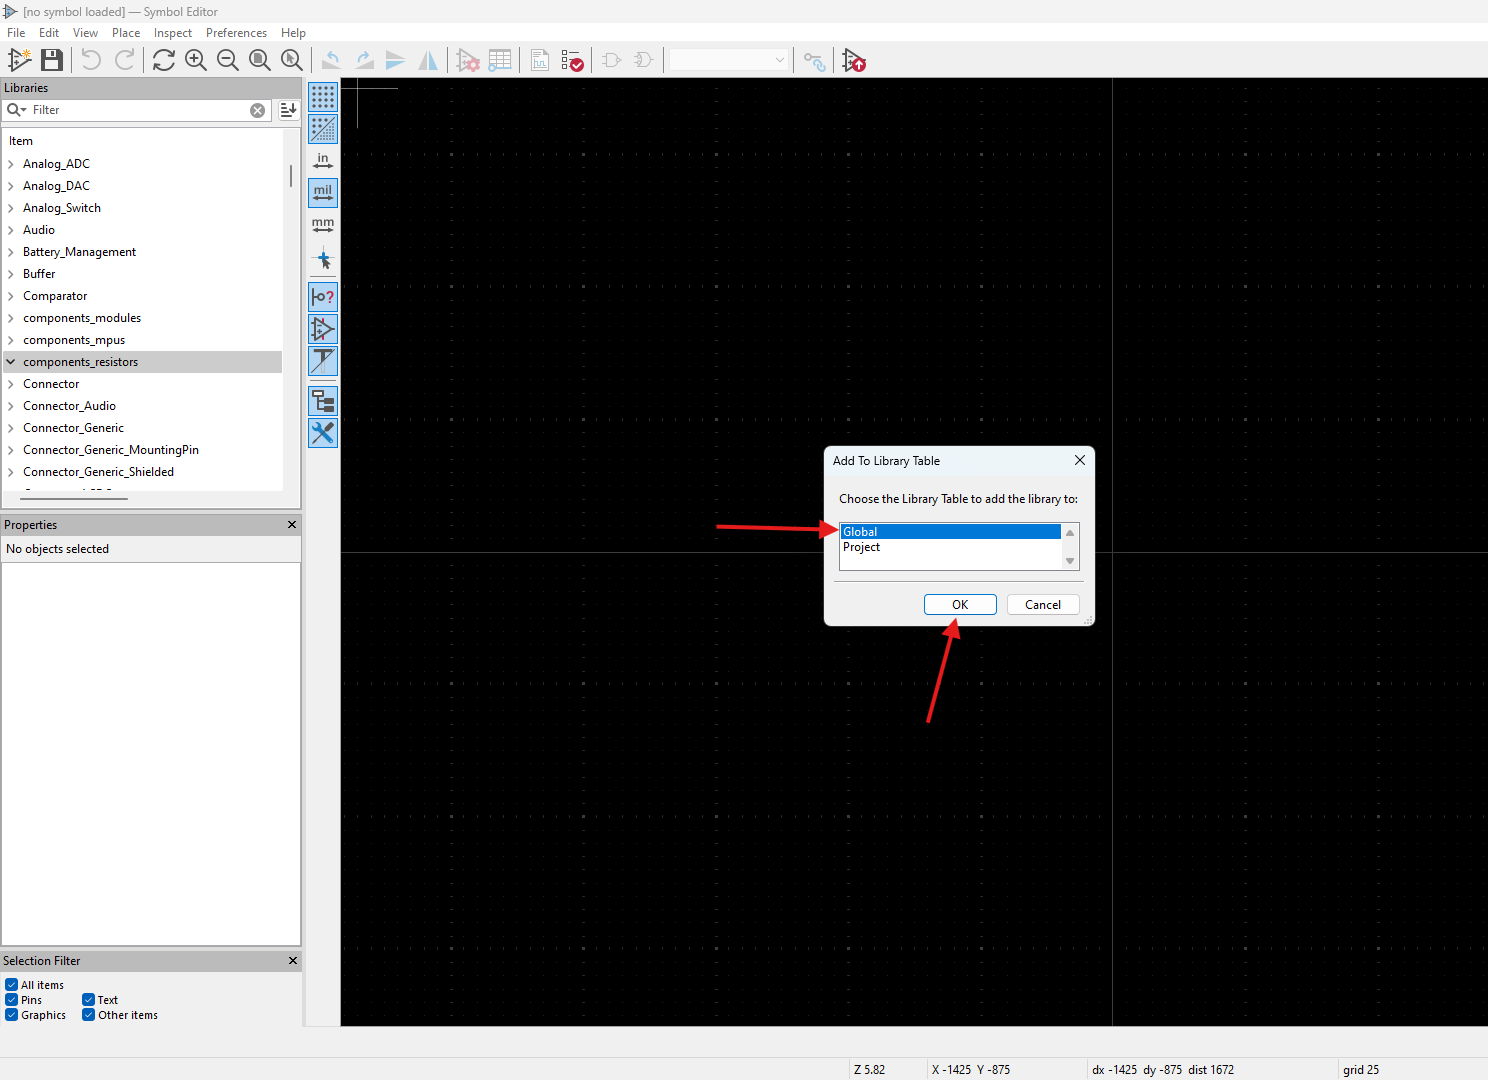 [no symbol loaded] — Symbol Editor
File Edit View Place Inspect Preferences Help
Libraries
Filter
Item
Analog_ADC
Analog_DAC
Analog_Switch
Audio
Battery_Management
Buffer
Comparator
components_modules
components_mpus
components_resistors
Connector
Connector_Audio
Connector_Generic
Connector_Generic_MountingPin
Connector_Generic_Shielded
in
mil
mm
Properties
No objects selected
Selection Filter
All items
Pins Text
Graphics Other items
Add To Library Table
Choose the Library Table to add the library to:
Global
Project
OK Cancel
Z 5.82 X -1425 Y -875 dx -1425 dy -875 dist 1672 grid 25